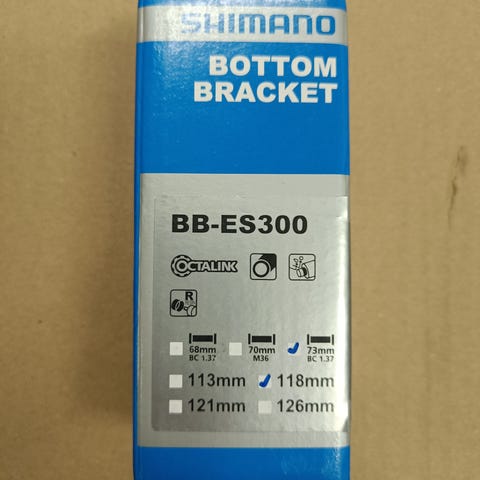 SHIMANO
BOTTOM
BRACKET
BB-ES300
OCTALINK
R
68mm 70mm 73mm
BC 1.37 M36 BC 1.37
113mm 118mm
121mm 126mm